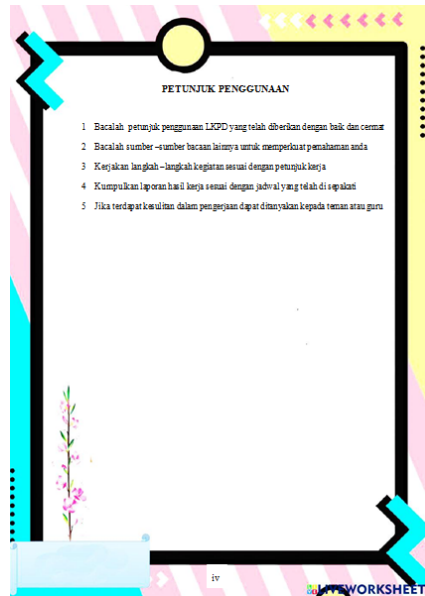 PETUNJUK PENGGUNAAN
1 Bacalah petunjuk penggunaan LKPD yang telah diberikan dengan baik dan cermat
2 Bacalah sumber –sumber bacaan lainnya untuk memperkuat pemahaman anda
3 Kerjakan langkah – langkah kegiatan sesuai dengan petunjuk kerja
4 Kumpulkan laporan hasil kerja sesuai dengan jadwal yang telah di sepakati
5 Jika terdapat kesulitan dalam pengerjaan dapat ditanyakan kepada teman atau guru
iv
LIVEWORKSHEETS